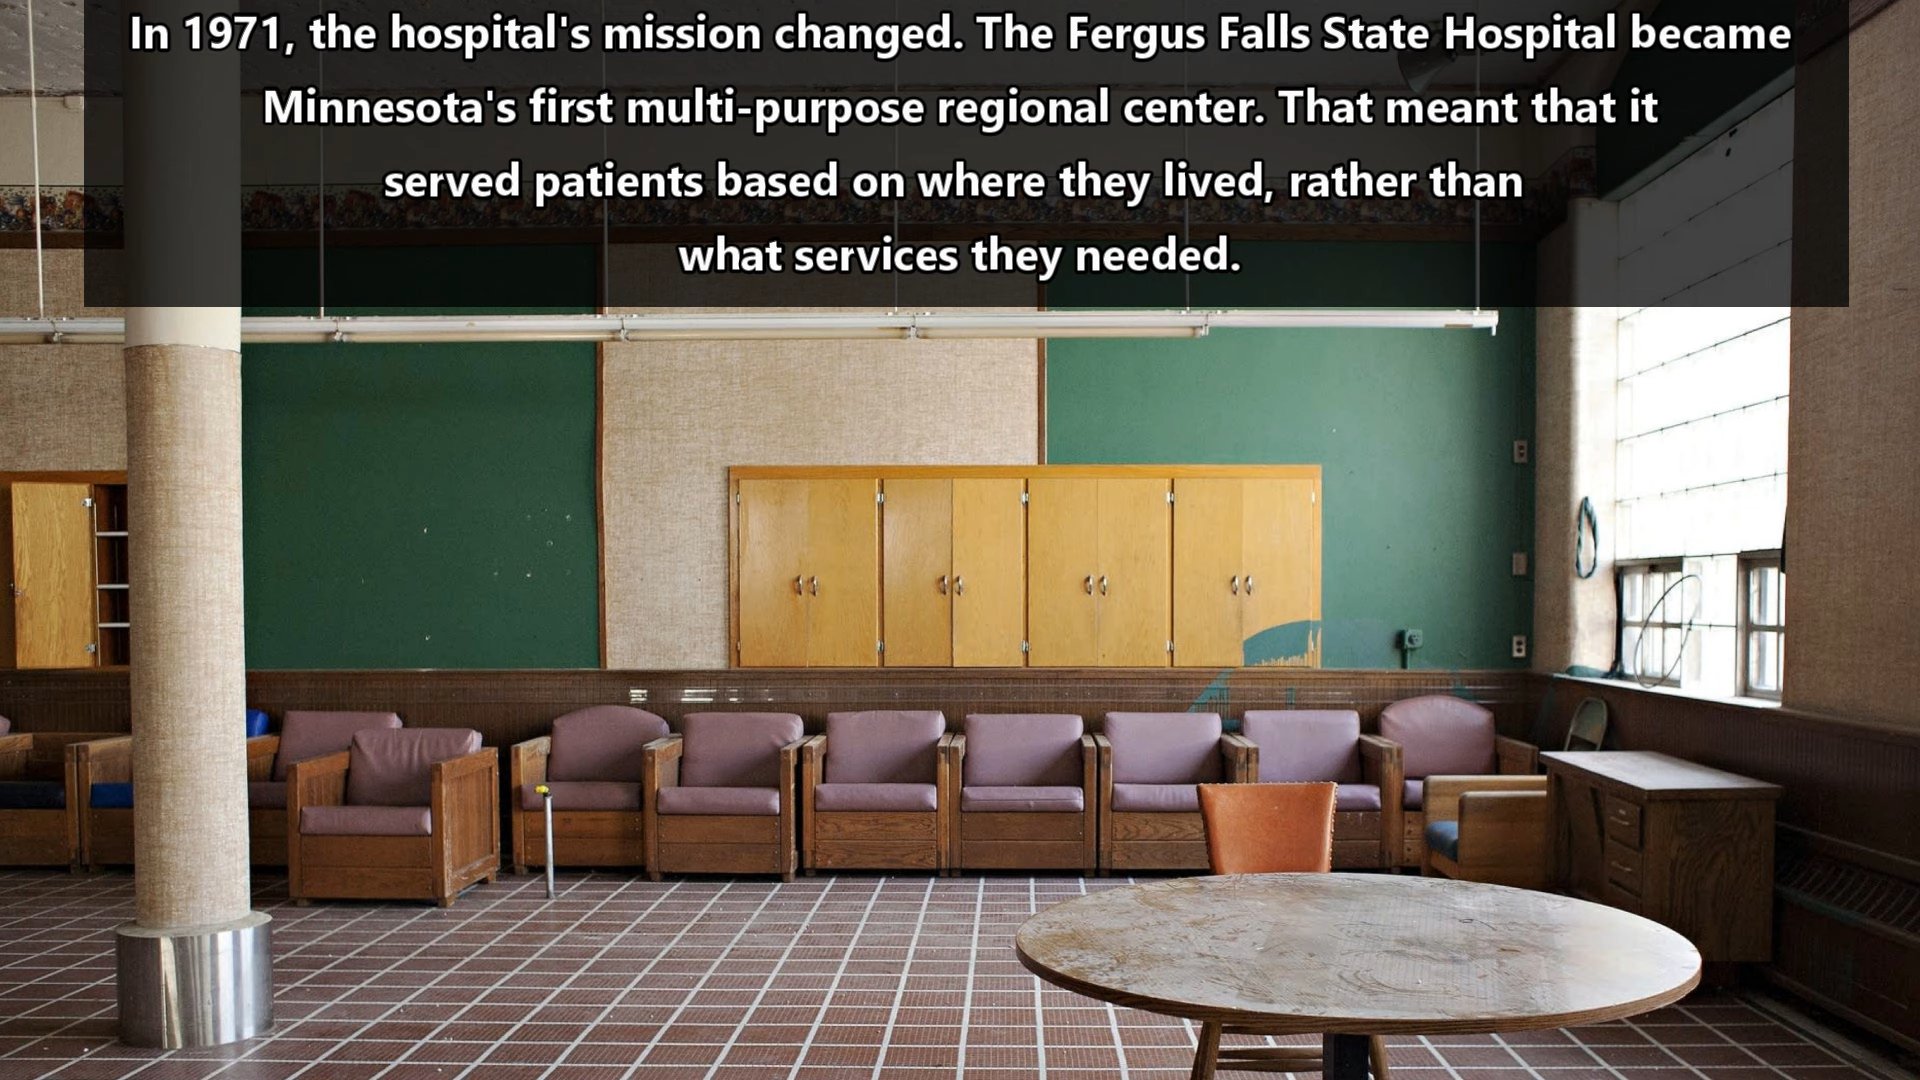 In 1971, the hospital's mission changed. The Fergus Falls State Hospital became
Minnesota's first multi-purpose regional center. That meant that it
served patients based on where they lived, rather than
what services they needed.